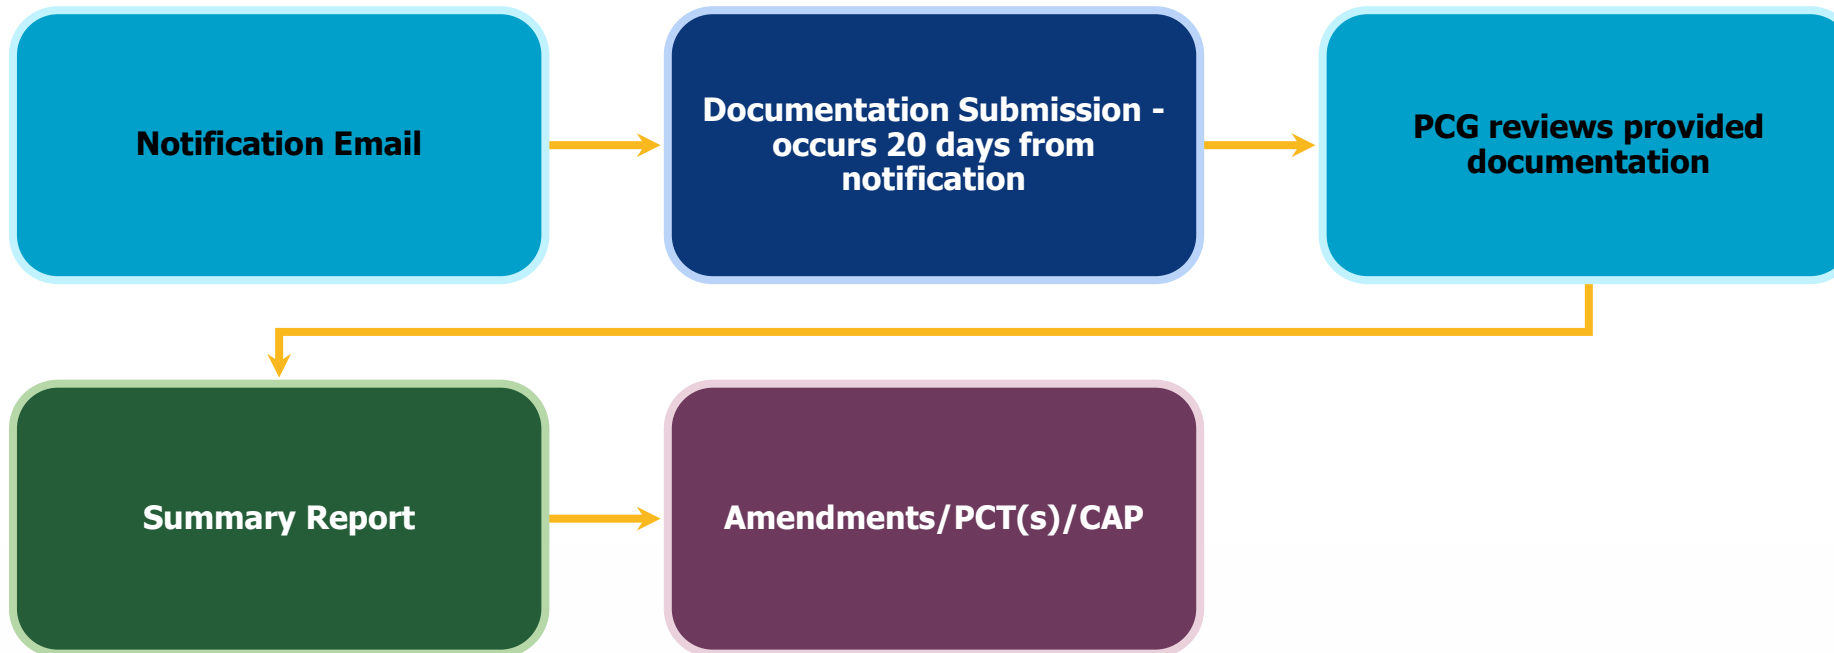 Notification Email
Documentation Submission -
occurs 20 days from
notification
PCG reviews provided
documentation
Summary Report
Amendments/PCT(s)/CAP